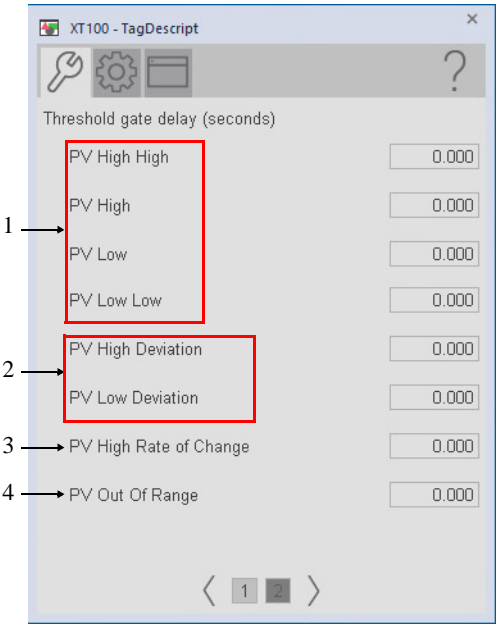 XT100 - TagDescript ×
?
Threshold gate delay (seconds)
1
PV High High 0.000
PV High 0.000
PV Low 0.000
PV Low Low 0.000
2
PV High Deviation 0.000
PV Low Deviation 0.000
3 PV High Rate of Change 0.000
4 PV Out Of Range 0.000
1 2